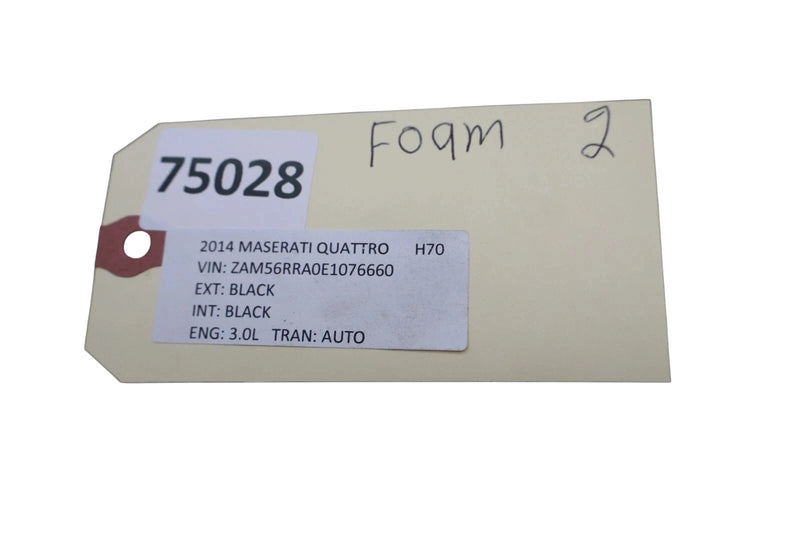 Foam 2
75028
2014 MASERATI QUATTRO H70
VIN: ZAM56RRA0E1076660
EXT: BLACK
INT: BLACK
ENG: 3.0L TRAN: AUTO